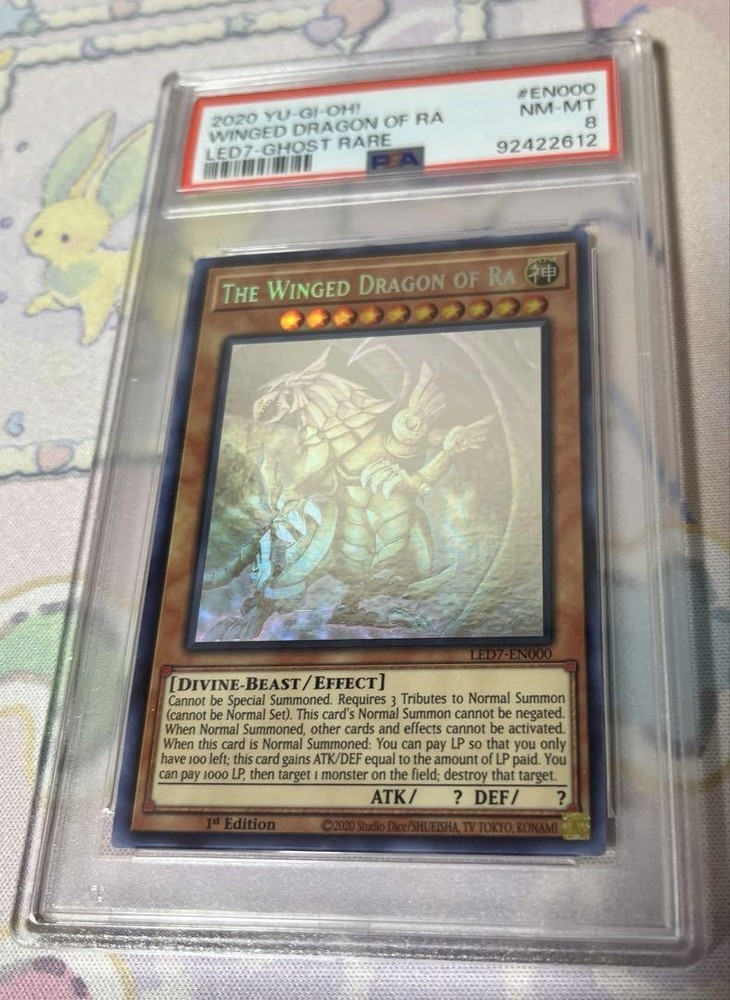 2020 YU-GI-OH! #EN000
WINGED DRAGON OF RA NM-MT
LED7-GHOST RARE 8
PSA 92422612
THE WINGED DRAGON OF RA 神
LED7-EN000
[DIVINE-BEAST/EFFECT]
Cannot be Special Summoned. Requires 3 Tributes to Normal Summon
(cannot be Normal Set). This card's Normal Summon cannot be negated.
When Normal Summoned, other cards and effects cannot be activated.
When this card is Normal Summoned: You can pay LP so that you only
have 100 left; this card gains ATK/DEF equal to the amount of LP paid. You
can pay 1000 LP, then target 1 monster on the field; destroy that target.
ATK/ ? DEF/ ?
1st Edition ©2020 Studio Dice/SHUEISHA, TV TOKYO, KONAMI